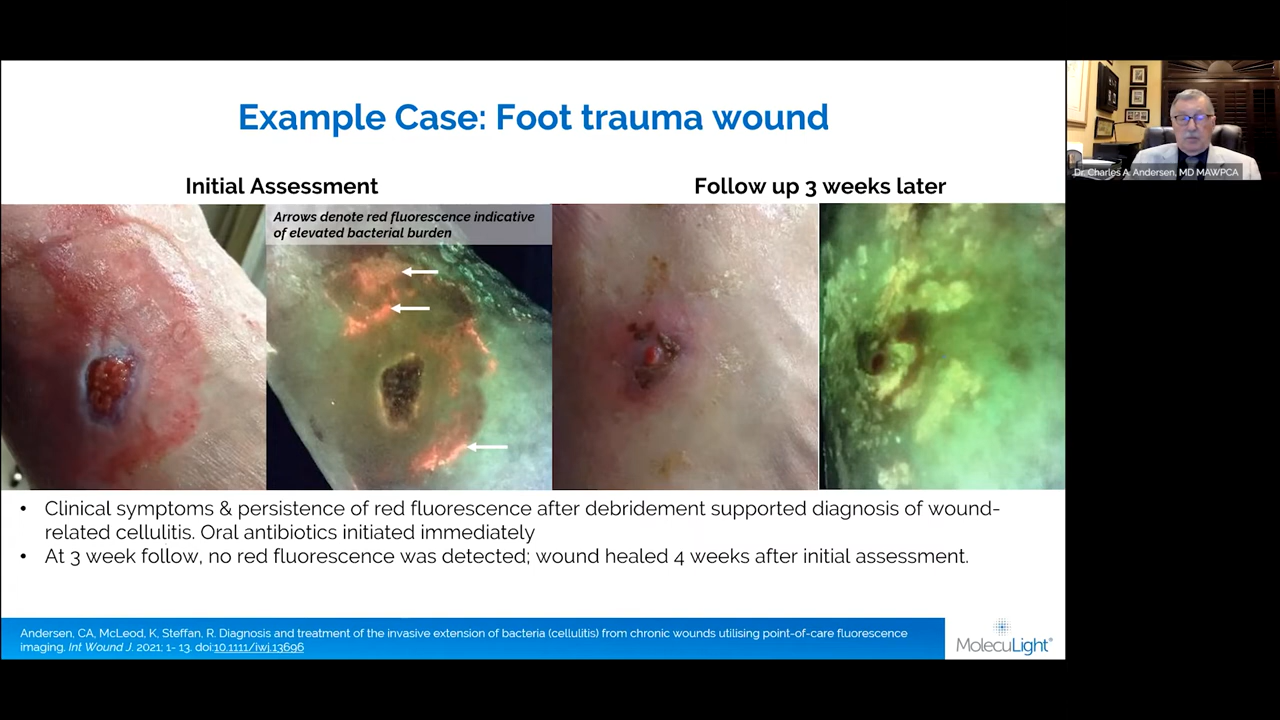 Example Case: Foot trauma wound
Initial Assessment
Follow up 3 weeks later
Arrows denote red fluorescence indicative
of elevated bacterial burden
Dr. Charles A. Andersen, MD MAWPCA
• Clinical symptoms & persistence of red fluorescence after debridement supported diagnosis of wound-
related cellulitis. Oral antibiotics initiated immediately
• At 3 week follow, no red fluorescence was detected; wound healed 4 weeks after initial assessment.
Andersen, CA, McLeod, K, Steffan, R. Diagnosis and treatment of the invasive extension of bacteria (cellulitis) from chronic wounds utilising point-of-care fluorescence
imaging. Int Wound J. 2021; 1- 13. doi:10.1111/iwj.13696
MolecuLight®